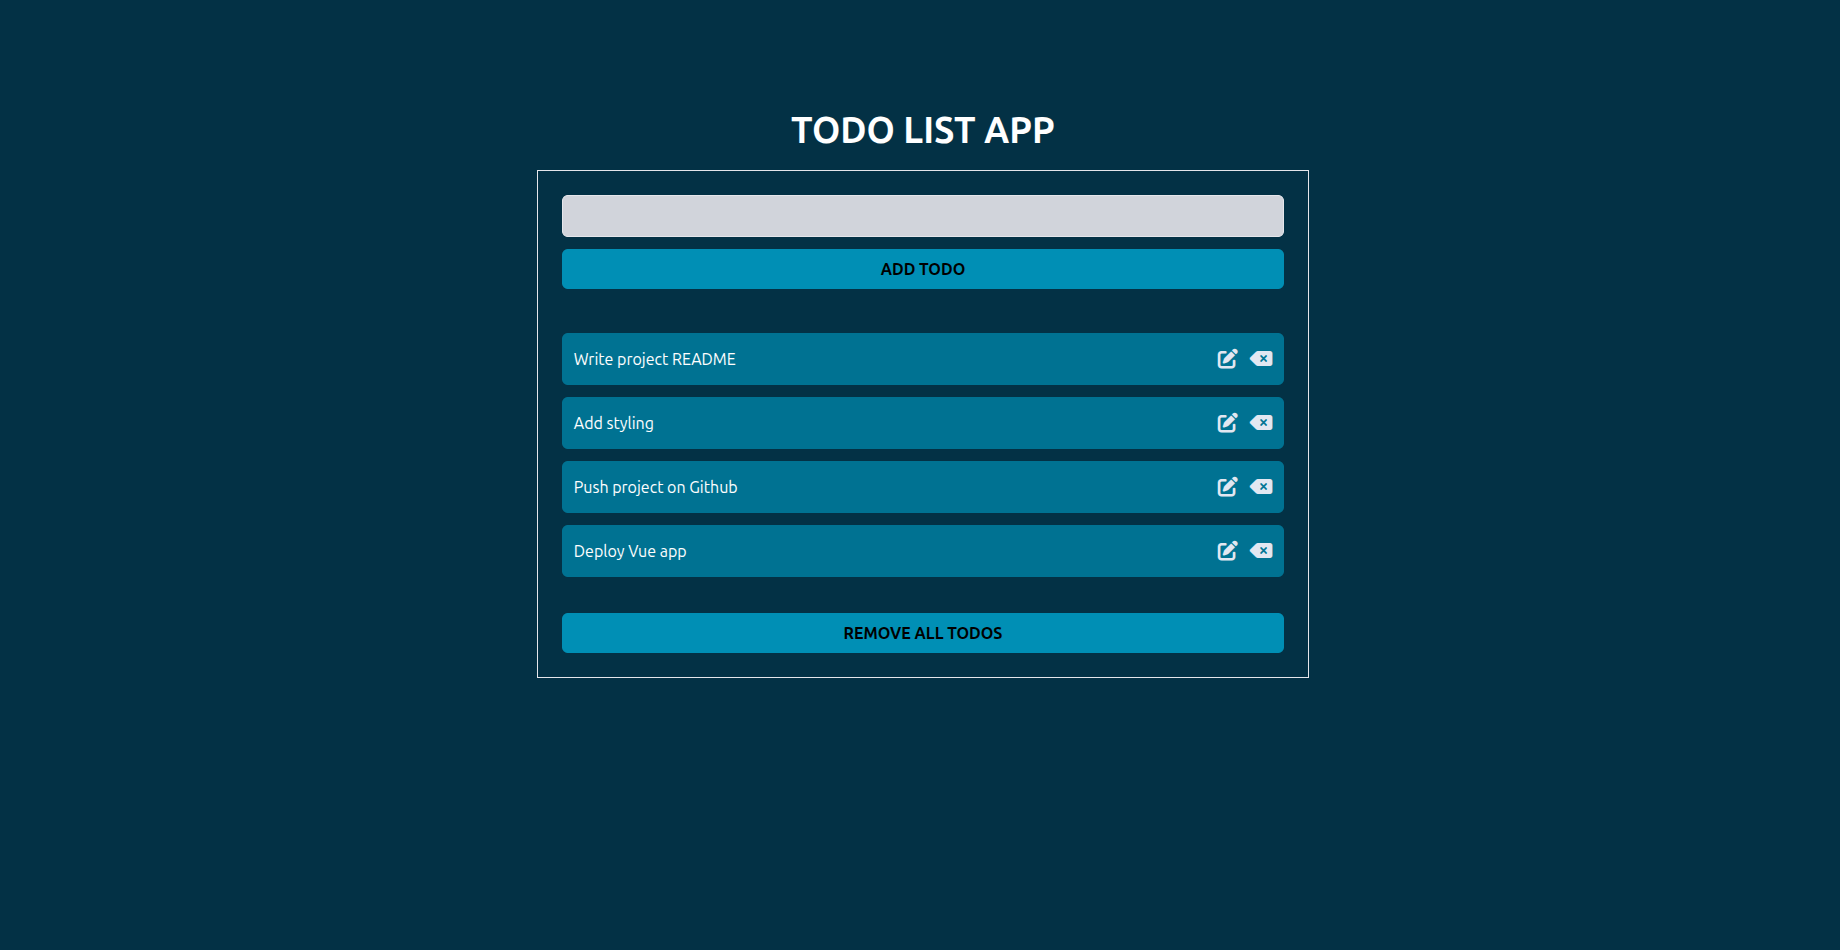 TODO LIST APP
ADD TODO
Write project README
Add styling
Push project on Github
Deploy Vue app
REMOVE ALL TODOS